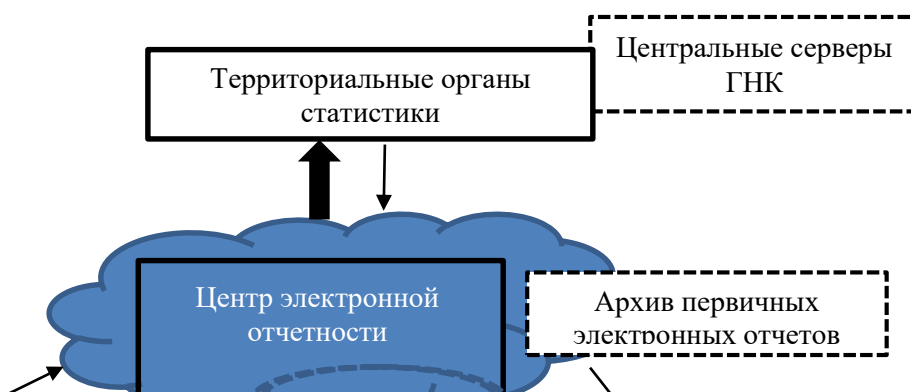 Центральные серверы
ГНК
Территориальные органы
статистики
Центр электронной
отчетности
Архив первичных
электронных отчетов